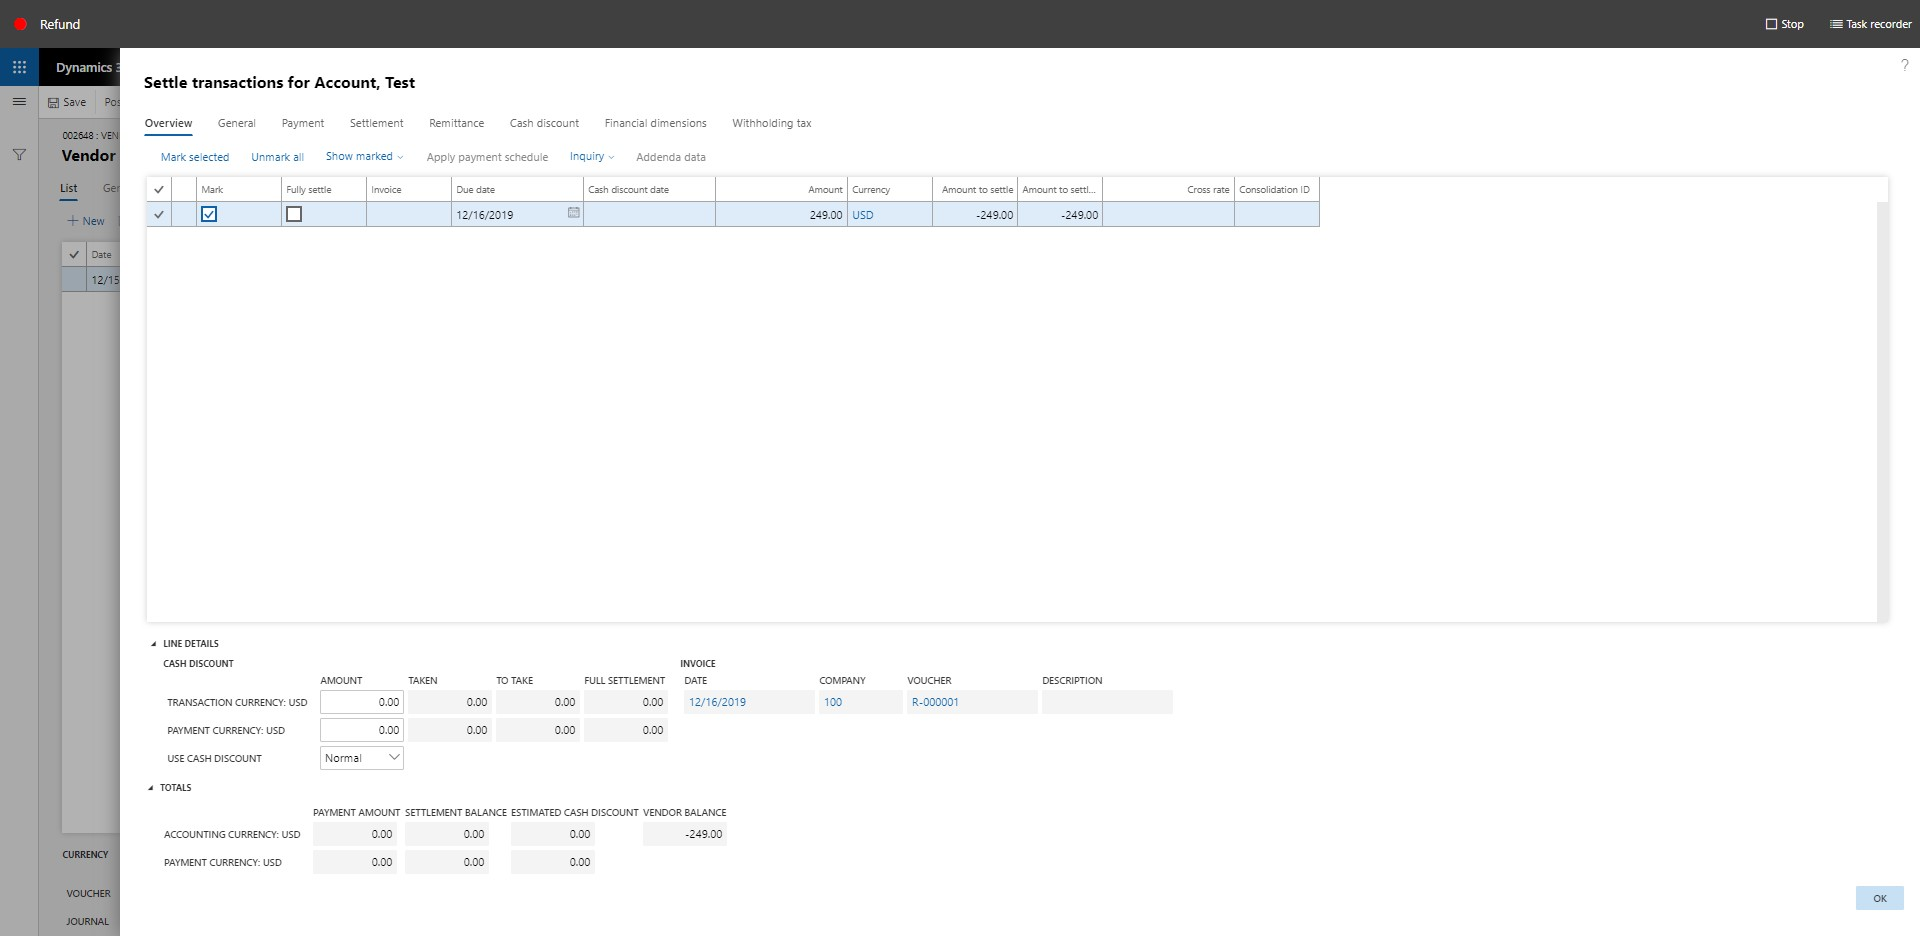 Refund
Stop
Task recorder
Dynamics 3
Save
Pos
002648 : VEN
Vendor
List
Ger
New
Date
12/15
CURRENCY
VOUCHER
JOURNAL
?
Settle transactions for Account, Test
Overview General Payment Settlement Remittance Cash discount Financial dimensions Withholding tax
Mark selected Unmark all Show marked Apply payment schedule Inquiry Addenda data
Mark Fully settle Invoice Due date Cash discount date Amount Currency Amount to settle Amount to settl... Cross rate Consolidation ID
12/16/2019 249.00 USD -249.00 -249.00
LINE DETAILS
CASH DISCOUNT INVOICE
AMOUNT TAKEN TO TAKE FULL SETTLEMENT DATE COMPANY VOUCHER DESCRIPTION
TRANSACTION CURRENCY: USD 0.00 0.00 0.00 0.00 12/16/2019 100 R-000001
PAYMENT CURRENCY: USD 0.00 0.00 0.00 0.00
USE CASH DISCOUNT Normal
TOTALS
PAYMENT AMOUNT SETTLEMENT BALANCE ESTIMATED CASH DISCOUNT VENDOR BALANCE
ACCOUNTING CURRENCY: USD 0.00 0.00 0.00 -249.00
PAYMENT CURRENCY: USD 0.00 0.00 0.00
OK